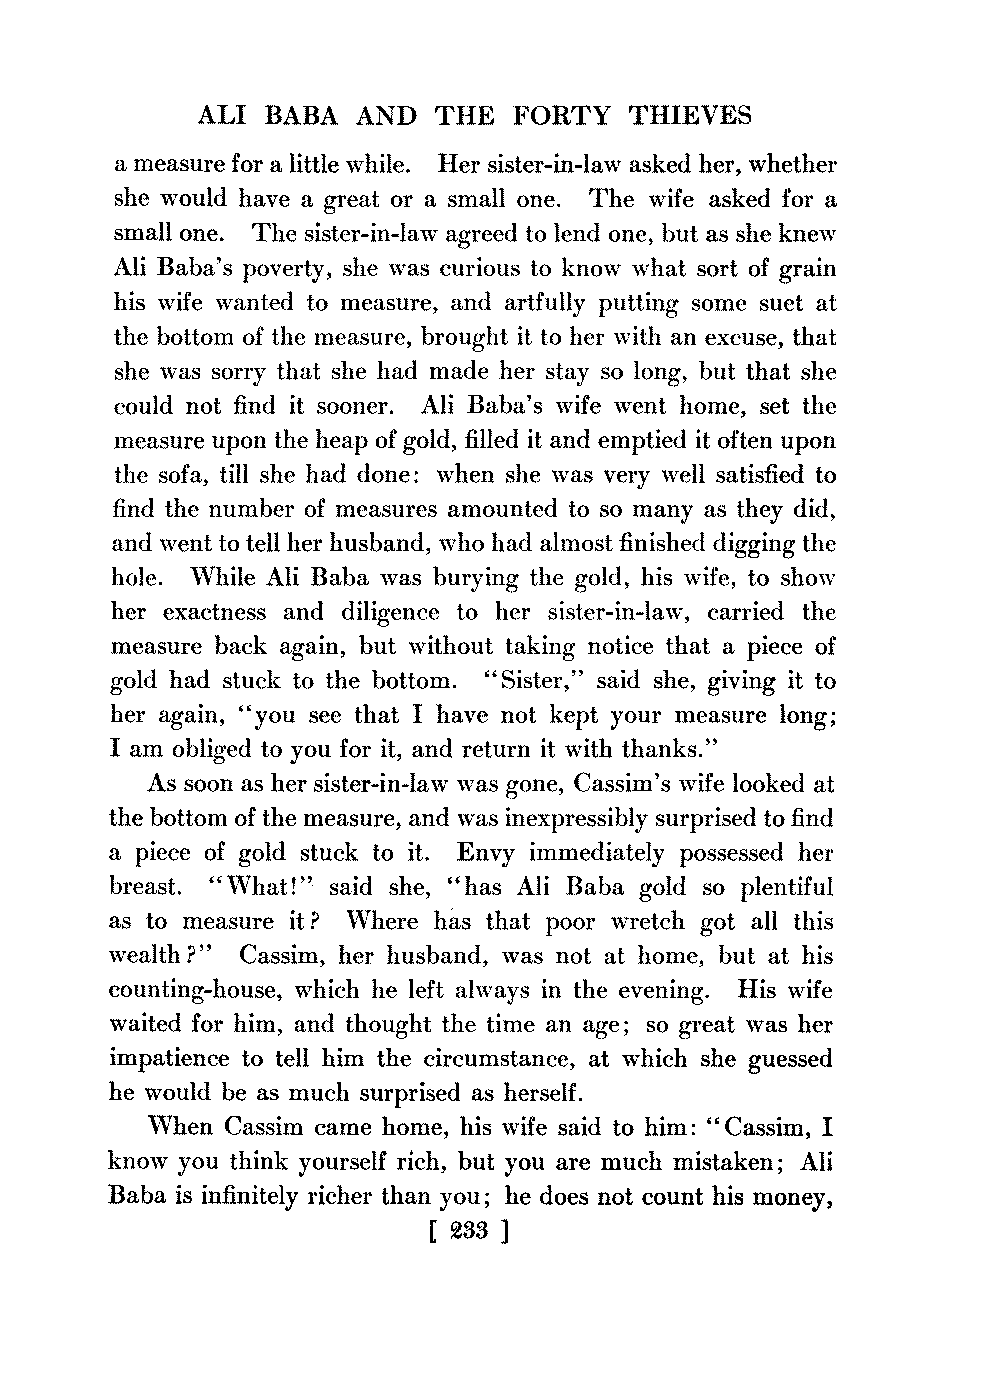 ALI BABA AND THE FORTY THIEVES
a measure for a little while. Her sister-in-law asked her, whether
she would have a great or a small one. The wife asked for a
small one. The sister-in-law agreed to lend one, but as she knew
Ali Baba's poverty, she was curious to know what sort of grain
his wife wanted to measure, and artfully putting some suet at
the bottom of the measure, brought it to her with an excuse, that
she was sorry that she had made her stay so long, but that she
could not find it sooner. Ali Baba's wife went home, set the
measure upon the heap of gold, filled it and emptied it often upon
the sofa, till she had done: when she was very well satisfied to
find the number of measures amounted to so many as they did,
and went to tell her husband, who had almost finished digging the
hole. While Ali Baba was burying the gold, his wife, to show
her exactness and diligence to her sister-in-law, carried the
measure back again, but without taking notice that a piece of
gold had stuck to the bottom. "Sister," said she, giving it to
her again, "you see that I have not kept your measure long;
I am obliged to you for it, and return it with thanks."
As soon as her sister-in-law was gone, Cassim's wife looked at
the bottom of the measure, and was inexpressibly surprised to find
a piece of gold stuck to it. Envy immediately possessed her
breast. "What!" said she, "has Ali Baba gold so plentiful
as to measure it? Where has that poor wretch got all this
wealth?" Cassim, her husband, was not at home, but at his
counting-house, which he left always in the evening. His wife
waited for him, and thought the time an age; so great was her
impatience to tell him the circumstance, at which she guessed
he would be as much surprised as herself.
When Cassim came home, his wife said to him: "Cassim, I
know you think yourself rich, but you are much mistaken; Ali
Baba is infinitely richer than you; he does not count his money,
[ 233 ]